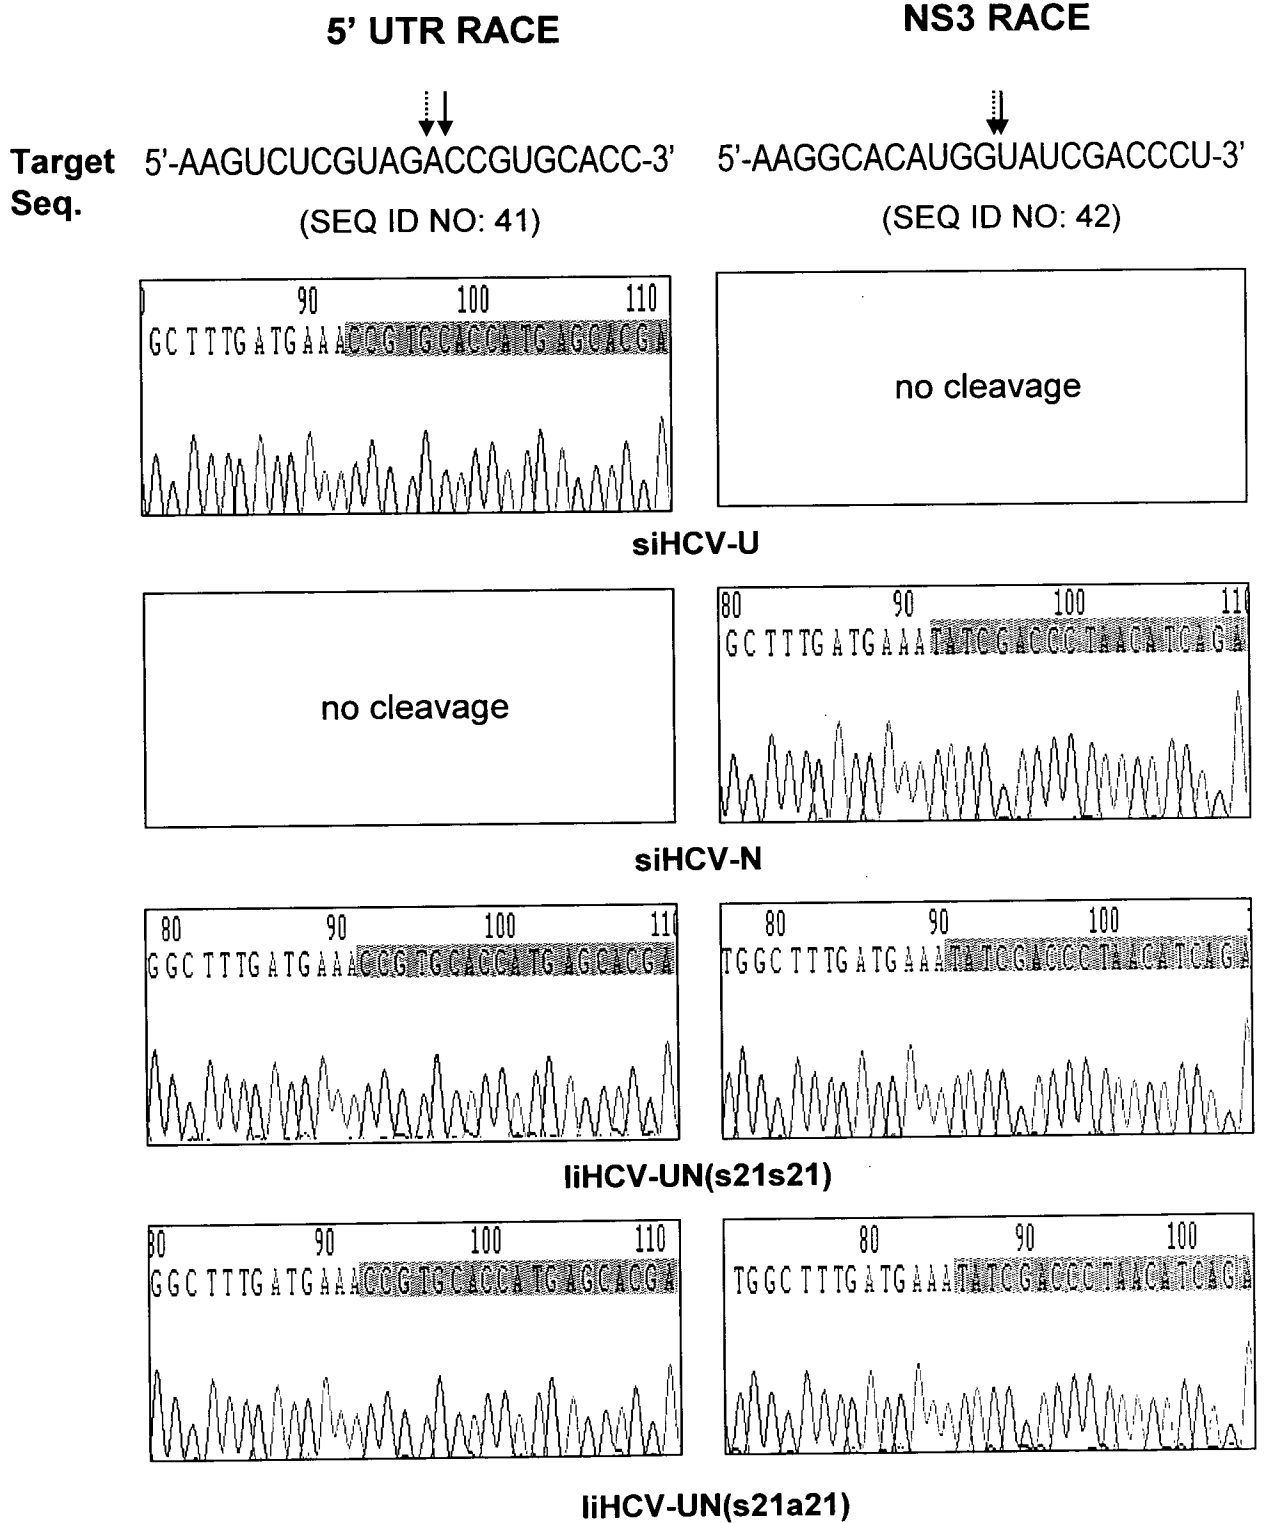 5’ UTR RACE NS3 RACE
Target 5’-AAGUCUCGUAGACCGUGCACC-3’ 5’-AAGGCACAUGGUAUCGACCCU-3’
Seq.
(SEQ ID NO: 41) (SEQ ID NO: 42)
90 100 110
GCTTTGATGAAACCGTGCACCATGAGCACGA
no cleavage
siHCV-U
80 90 100 110
GCTTTGATGAAATATCGACCCTAACATCAGA
no cleavage
siHCV-N
80 90 100 110
GGCTTTGATGAAACCGTGCACCATGAGCACGA
80 90 100
TGGCTTTGATGAAATATCGACCCTAACATCAGA
liHCV-UN(s21s21)
80 90 100 110
GGCTTTGATGAAACCGTGCACCATGAGCACGA
80 90 100
TGGCTTTGATGAAATATCGACCCTAACATCAGA
liHCV-UN(s21a21)